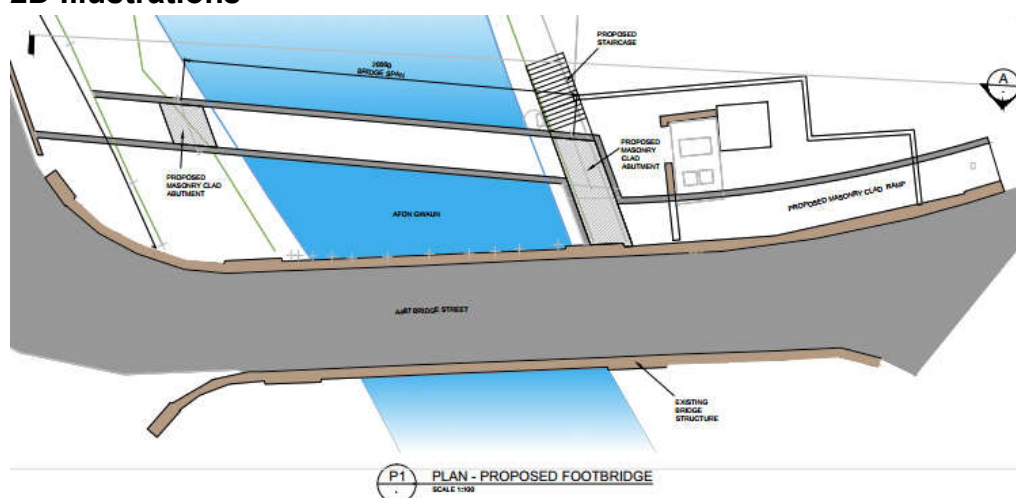 2D Illustrations
PROPOSED
STAIRCASE
BRIDGE SPAN
A
PROPOSED
MASONRY CLAD
ABUTMENT
PROPOSED
MASONRY CLAD
ABUTMENT
PROPOSED MASONRY CLAD RAMP
AFON GWAUN
A487 BRIDGE STREET
EXISTING
BRIDGE
STRUCTURE
P1 PLAN - PROPOSED FOOTBRIDGE
SCALE 1:100